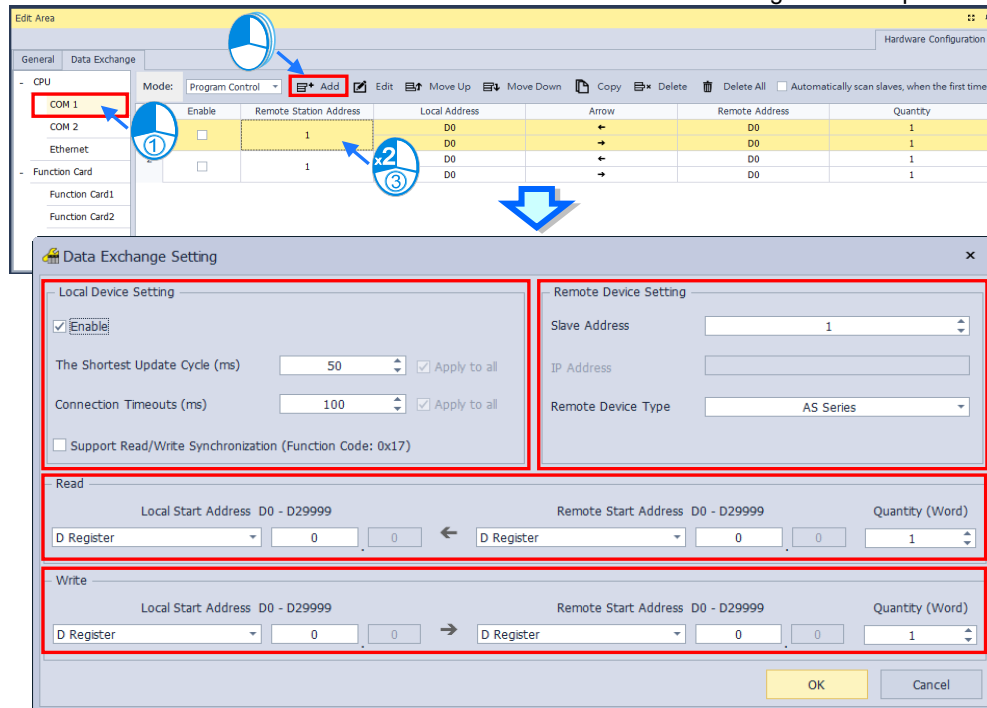 Edit Area
Hardware Configuration
General Data Exchange
- CPU
COM 1
COM 2
Ethernet
- Function Card
Function Card1
Function Card2
Mode: Program Control Add Edit Move Up Move Down Copy Delete Delete All Automatically scan slaves, when the first time
Enable Remote Station Address Local Address Arrow Remote Address Quantity
1 D0 ← D0 1
D0 → D0 1
1 D0 ← D0 1
D0 → D0 1
①
x2
③
Data Exchange Setting ×
Local Device Setting
Enable
The Shortest Update Cycle (ms) 50 Apply to all
Connection Timeouts (ms) 100 Apply to all
Support Read/Write Synchronization (Function Code: 0x17)
Remote Device Setting
Slave Address 1
IP Address
Remote Device Type AS Series
Read
Local Start Address D0 - D29999 Remote Start Address D0 - D29999 Quantity (Word)
D Register 0 . 0 ← D Register 0 . 0 1
Write
Local Start Address D0 - D29999 Remote Start Address D0 - D29999 Quantity (Word)
D Register 0 . 0 → D Register 0 . 0 1
OK Cancel